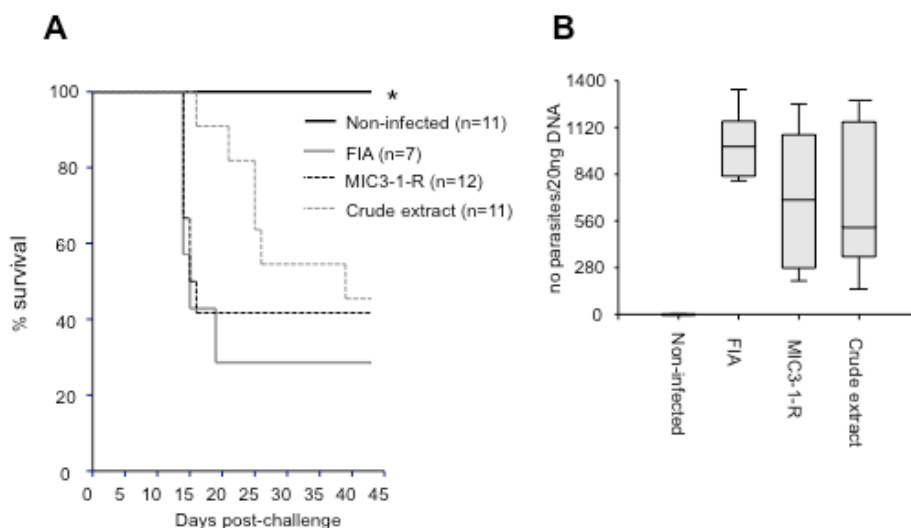 A
B
% survival
100
80
60
40
20
0
0 5 10 15 20 25 30 35 40 45
Days post-challenge
*
Non-infected (n=11)
FIA (n=7)
MIC3-1-R (n=12)
Crude extract (n=11)
no parasites/s20ng DNA
1400
1120
840
560
280
0
Non-infected
FIA
MIC3-1-R
Crude extract